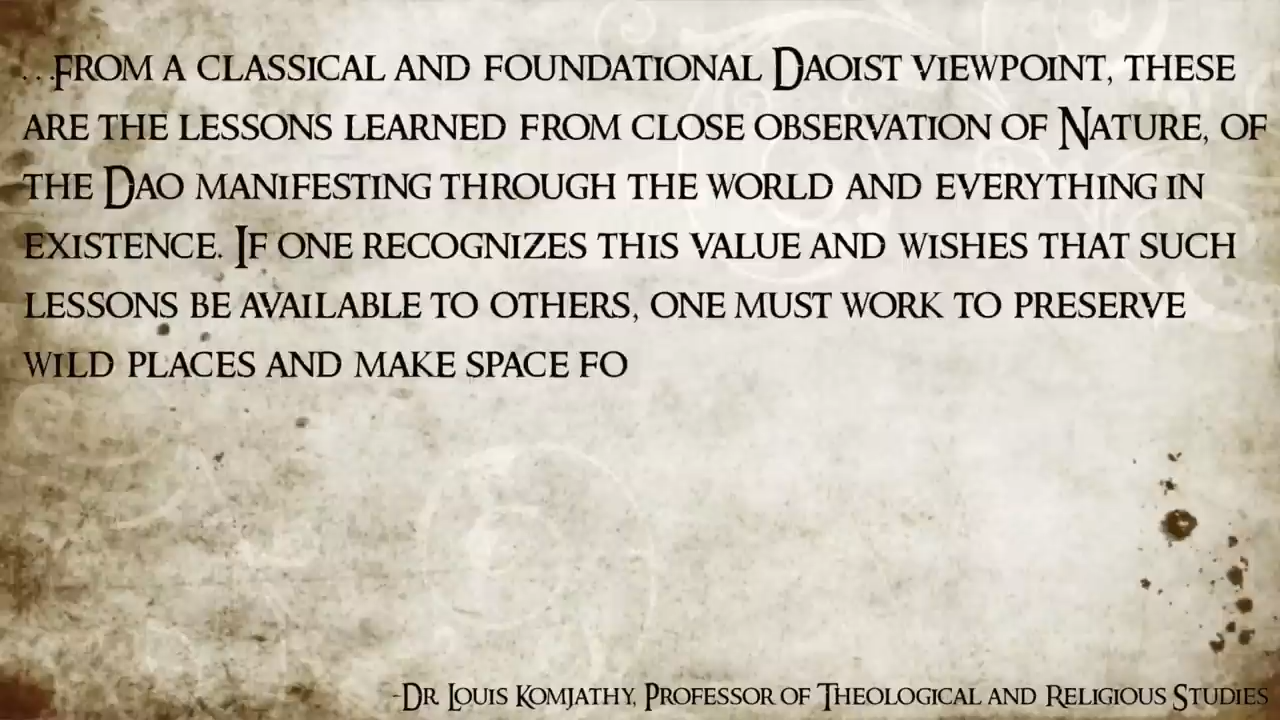 ...From a classical and foundational Daoist viewpoint, these
are the lessons learned from close observation of Nature, of
the Dao manifesting through the world and everything in
existence. If one recognizes this value and wishes that such
lessons be available to others, one must work to preserve
wild places and make space fo
-Dr Louis Komjathy, Professor of Theological and Religious Studies